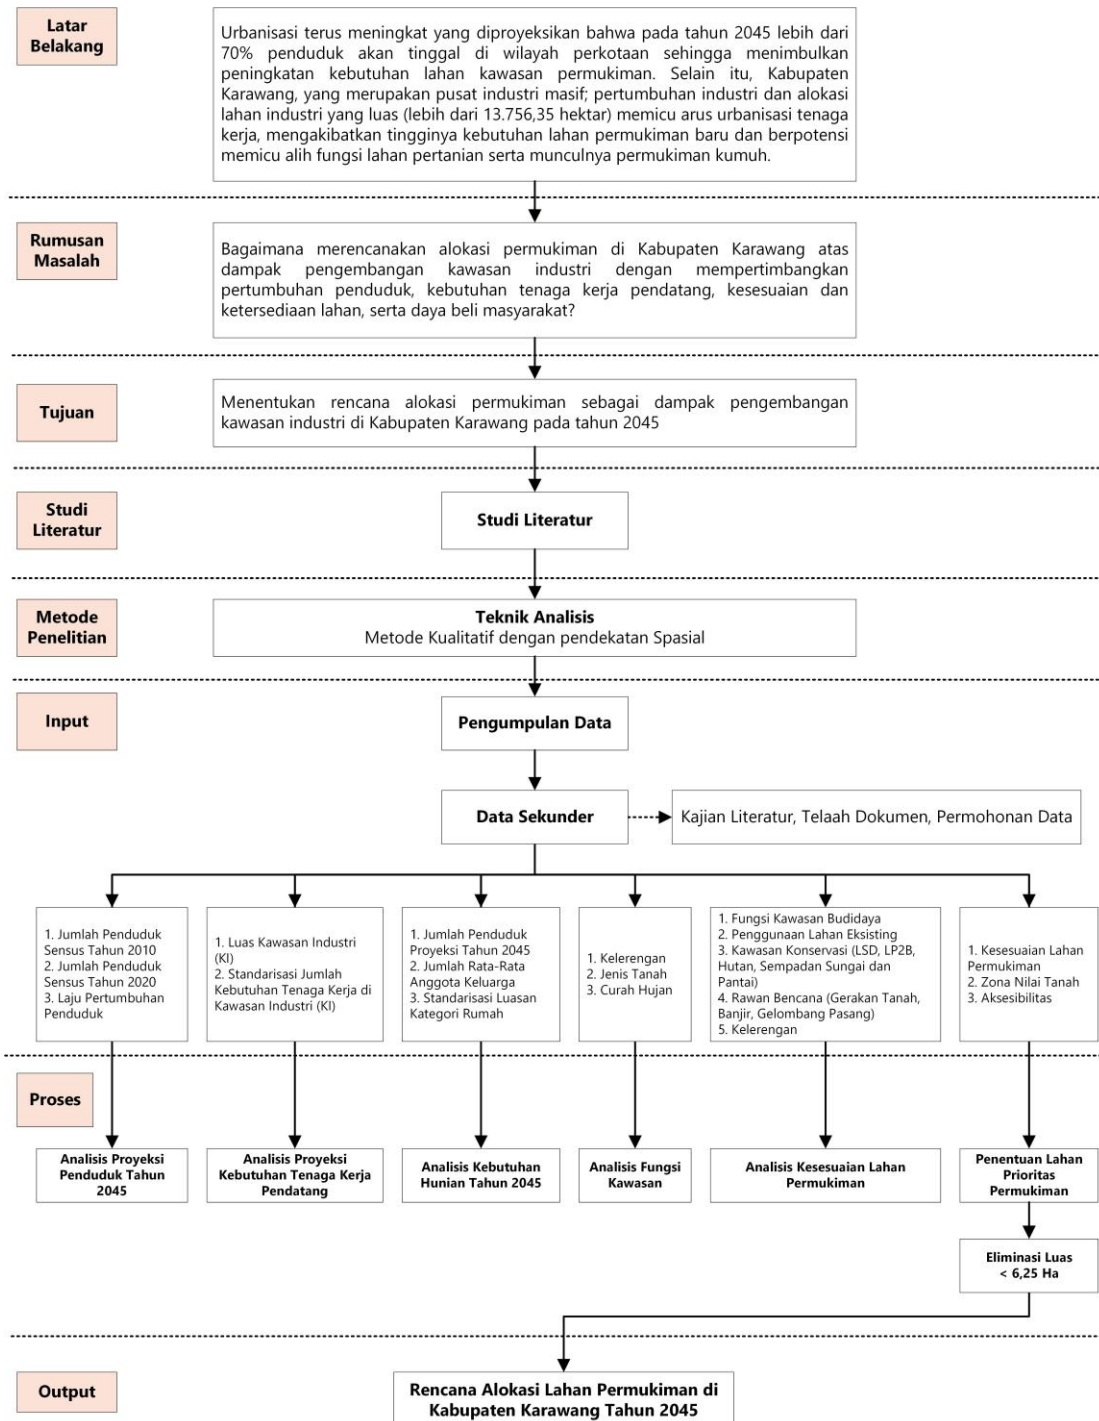 Latar
Belakang
Urbanisasi terus meningkat yang diproyeksikan bahwa pada tahun 2045 lebih dari
70% penduduk akan tinggal di wilayah perkotaan sehingga menimbulkan
peningkatan kebutuhan lahan kawasan permukiman. Selain itu, Kabupaten
Karawang, yang merupakan pusat industri masif; pertumbuhan industri dan alokasi
lahan industri yang luas (lebih dari 13.756,35 hektar) memicu arus urbanisasi tenaga
kerja, mengakibatkan tingginya kebutuhan lahan permukiman baru dan berpotensi
memicu alih fungsi lahan pertanian serta munculnya permukiman kumuh.
Rumusan
Masalah
Bagaimana merencanakan alokasi permukiman di Kabupaten Karawang atas
dampak pengembangan kawasan industri dengan mempertimbangkan
pertumbuhan penduduk, kebutuhan tenaga kerja pendatang, kesesuaian dan
ketersediaan lahan, serta daya beli masyarakat?
Tujuan
Menentukan rencana alokasi permukiman sebagai dampak pengembangan
kawasan industri di Kabupaten Karawang pada tahun 2045
Studi
Literatur
Studi Literatur
Metode
Penelitian
Teknik Analisis
Metode Kualitatif dengan pendekatan Spasial
Input
Pengumpulan Data
Data Sekunder
Kajian Literatur, Telaah Dokumen, Permohonan Data
1. Jumlah Penduduk
Sensus Tahun 2010
2. Jumlah Penduduk
Sensus Tahun 2020
3. Laju Pertumbuhan
Penduduk
1. Luas Kawasan Industri
(KI)
2. Standarisasi Jumlah
Kebutuhan Tenaga Kerja di
Kawasan Industri (KI)
1. Jumlah Penduduk
Proyeksi Tahun 2045
2. Jumlah Rata-Rata
Anggota Keluarga
3. Standarisasi Luasan
Kategori Rumah
1. Kelerengan
2. Jenis Tanah
3. Curah Hujan
1. Fungsi Kawasan Budidaya
2. Penggunaan Lahan Eksisting
3. Kawasan Konservasi (LSD, LP2B,
Hutan, Sempadan Sungai dan
Pantai)
4. Rawan Bencana (Gerakan Tanah,
Banjir, Gelombang Pasang)
5. Kelerengan
1. Kesesuaian Lahan
Permukiman
2. Zona Nilai Tanah
3. Aksesibilitas
Proses
Analisis Proyeksi
Penduduk Tahun
2045
Analisis Proyeksi
Kebutuhan Tenaga Kerja
Pendatang
Analisis Kebutuhan
Hunian Tahun 2045
Analisis Fungsi
Kawasan
Analisis Kesesuaian Lahan
Permukiman
Penentuan Lahan
Prioritas
Permukiman
Eliminasi Luas
< 6,25 Ha
Output
Rencana Alokasi Lahan Permukiman di
Kabupaten Karawang Tahun 2045